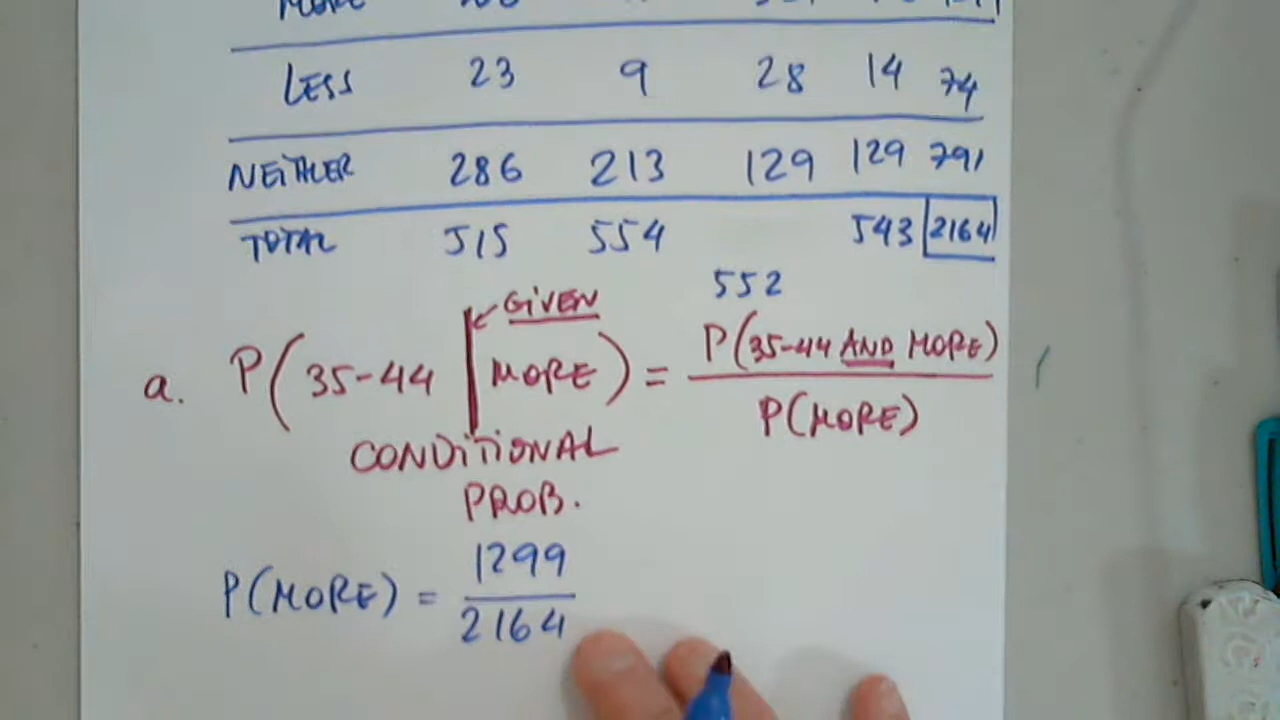 LESS 23 9 28 14 74
NEITHER 286 213 129 129 791
TOTAL 515 554 543 2164
552
GIVEN
a. P(35-44 | MORE) = P(35-44 AND MORE)
P(MORE)
CONDITIONAL
PROB.
P(MORE) = 1299
2164